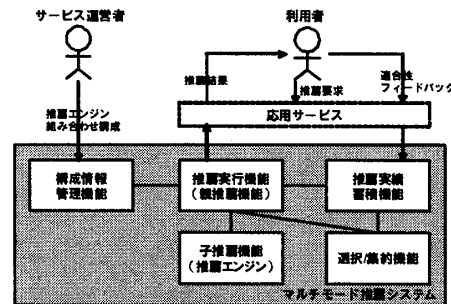 サービス運営者
利用者
推薦結果
推薦要求
適合性
フィードバック
推薦エンジン
組み合わせ構成
応用サービス
構成情報
管理機能
推薦実行機能
(親推薦機能)
推薦実績
蓄積機能
子推薦機能
(推薦エンジン)
選択/集約機能
マルチモード推薦システム